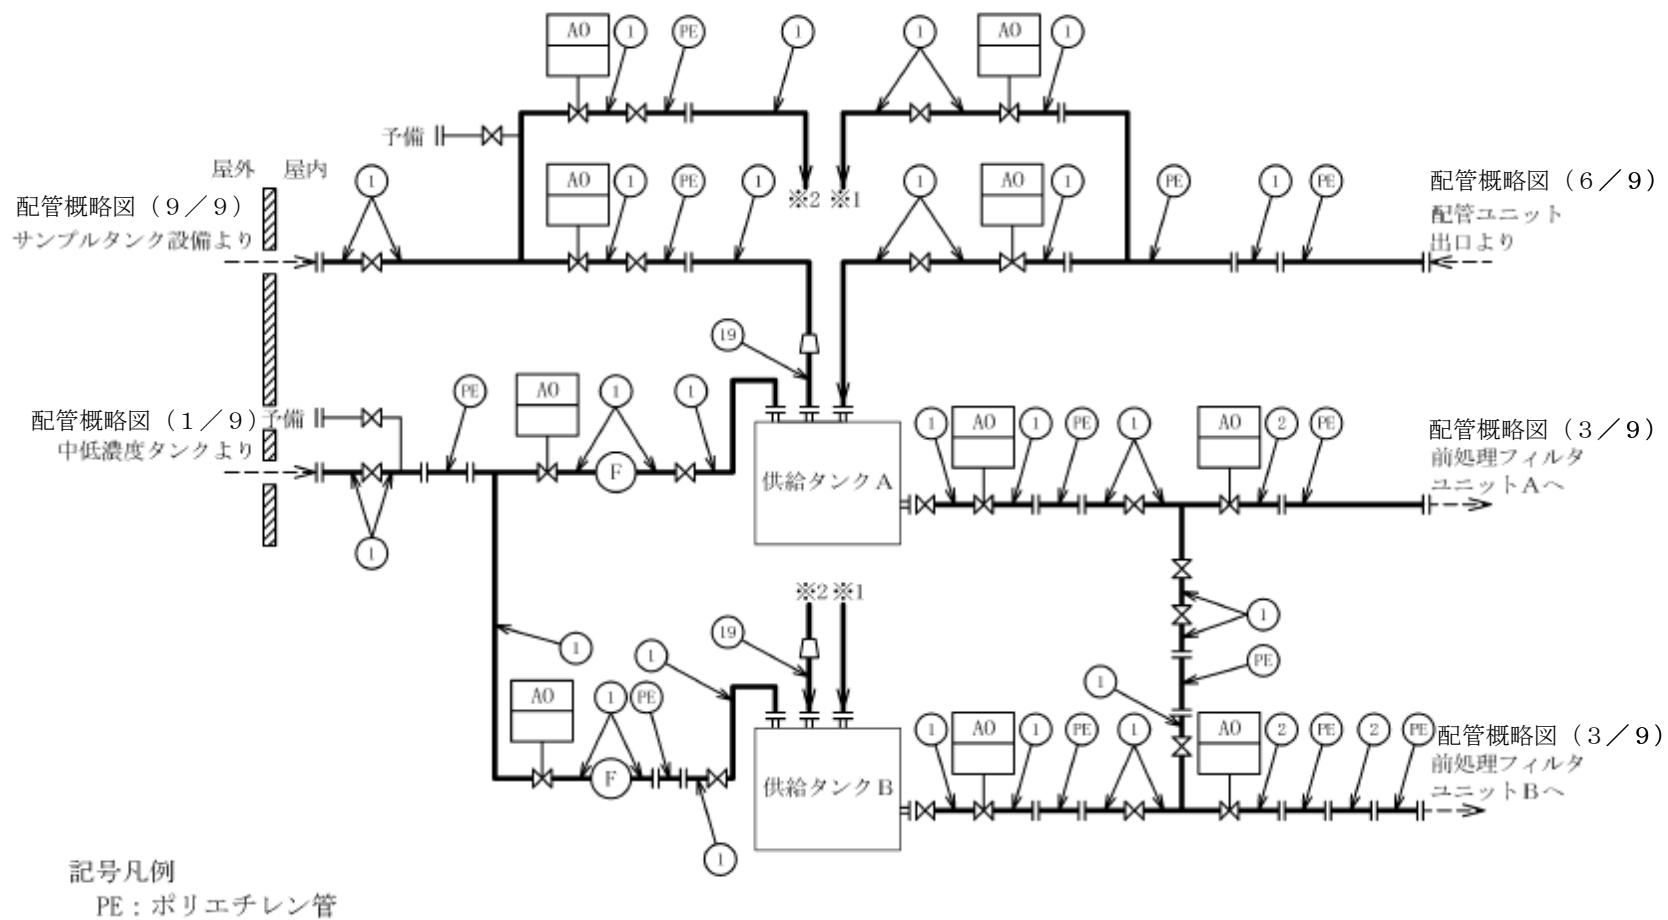 AO 1 PE 1 1 AO 1
予備
屋外 屋内
1 AO 1 PE 1 1 AO 1 PE 1 PE
※2 ※1
配管概略図（9／9）
サンプルタンク設備より
配管概略図（6／9）
配管ユニット
出口より
19
PE AO 1 1
配管概略図（1／9）予備
中低濃度タンクより
F
1
供給タンクA
1 AO 1 PE 1 AO 2 PE
配管概略図（3／9）
前処理フィルタ
ユニットAへ
※2 ※1
1
PE
1
19
1
1
AO 1 PE
F
1
供給タンクB
1 AO 1 PE 1 AO 2 PE 2 PE
配管概略図（3／9）
前処理フィルタ
ユニットBへ
記号凡例
PE：ポリエチレン管